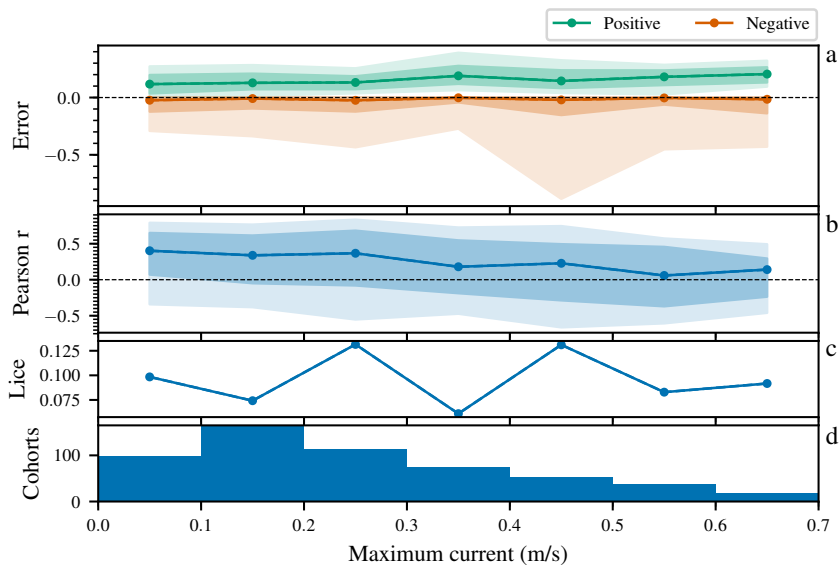 Positive Negative
a
Error
0.0
−0.5
b
Pearson r
0.5
0.0
−0.5
c
Lice
0.125
0.100
0.075
d
Cohorts
100
0
0.0 0.1 0.2 0.3 0.4 0.5 0.6 0.7
Maximum current (m/s)